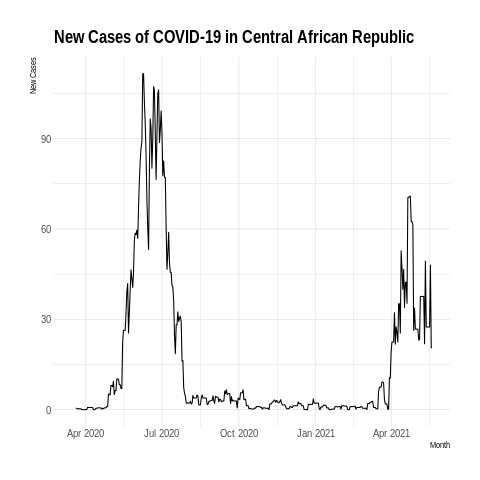 New Cases of COVID-19 in Central African Republic
New Cases
90
60
30
0
Apr 2020 Jul 2020 Oct 2020 Jan 2021 Apr 2021
Month